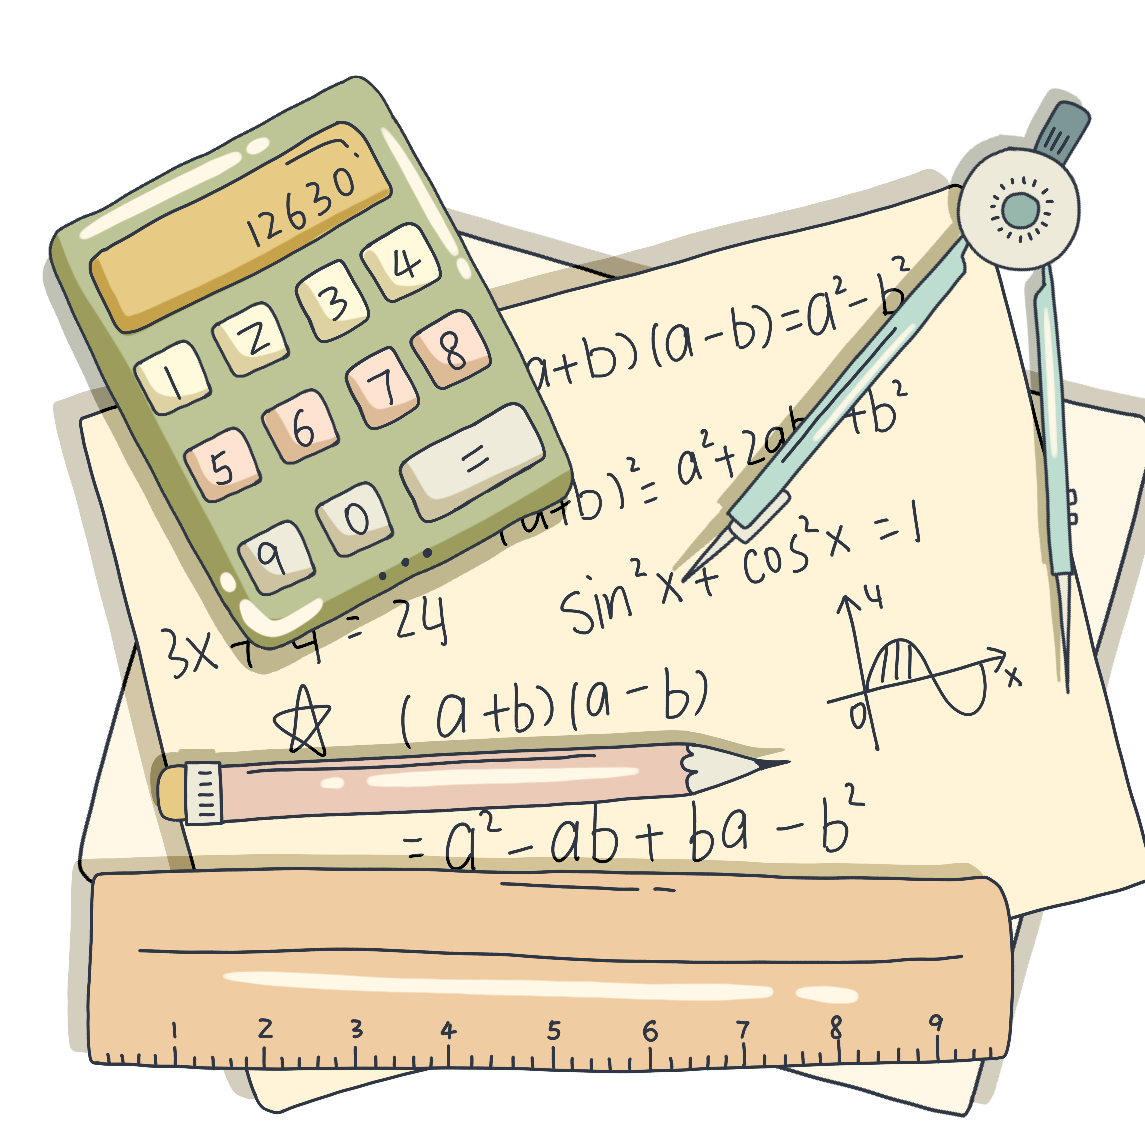 12630
1 2 3 4
5 6 7 8
9 0 =
a+b)(a-b)=a²-b²
(a+b)²=a²+2ab+b²
sin²x+cos²x=1
3x+4=24
(a+b)(a-b)
y
x
0
=a²-ab+ba-b²
1 2 3 4 5 6 7 8 9